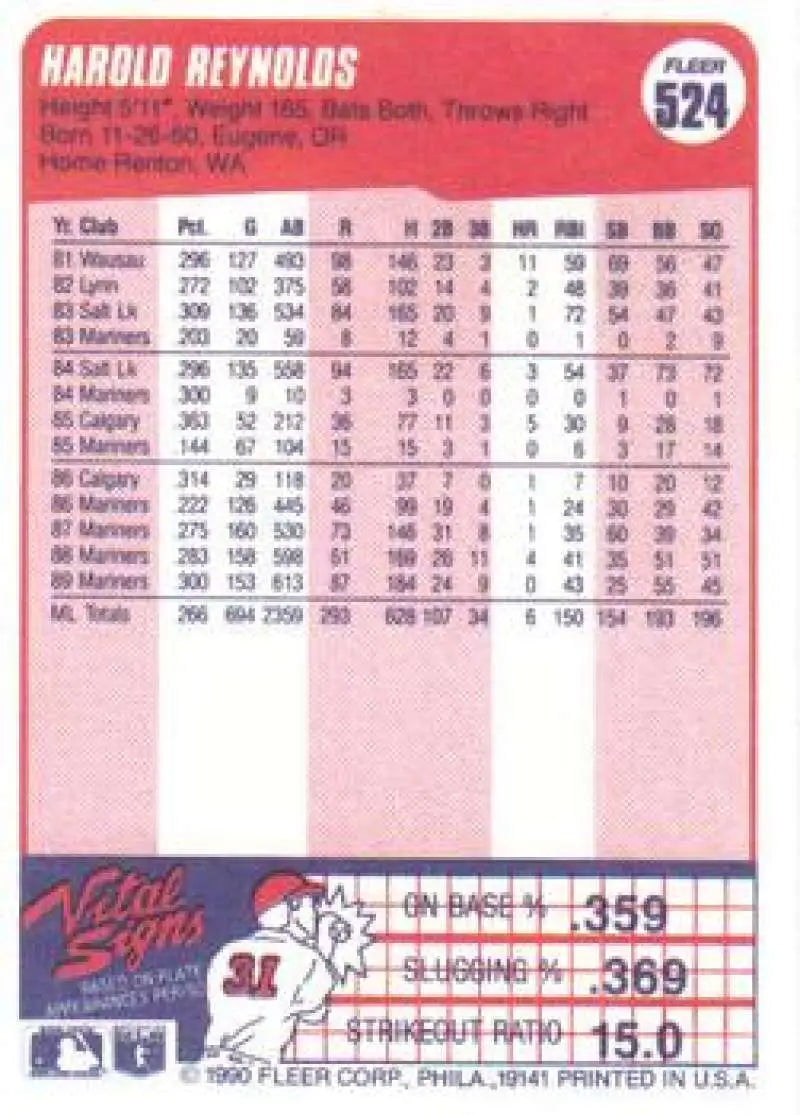 HAROLD REYNOLDS
FLEER
524
Height 5'11", Weight 165, Bats Both, Throws Right
Born 11-26-60, Eugene, OR
Home Renton, WA
Yr. Club Pct. G AB R H 2B 3B HR RBI SB BB SO
81 Wausau .296 127 493 98 146 23 3 11 59 69 56 47
82 Lynn .272 102 375 58 102 14 4 2 48 39 36 41
83 Salt Lk .309 136 534 84 165 20 9 1 72 54 47 43
83 Mariners .203 20 59 8 12 4 1 0 1 0 2 9
84 Salt Lk .296 135 558 94 165 22 6 3 54 37 73 72
84 Mariners .300 9 10 3 3 0 0 0 0 1 0 1
85 Calgary .363 52 212 36 77 11 3 5 30 9 28 18
85 Mariners .144 67 104 15 15 3 1 0 6 3 17 14
86 Calgary .314 29 118 20 37 7 0 1 7 10 20 12
86 Mariners .222 126 445 46 99 19 4 1 24 30 29 42
87 Mariners .275 160 530 73 146 31 8 1 35 60 39 34
88 Mariners .283 158 598 61 169 26 11 4 41 35 51 51
89 Mariners .300 153 613 87 184 24 9 0 43 25 55 45
ML Totals .266 694 2359 293 628 107 34 6 150 154 193 196
Vital
Signs
BASED ON PLATE
APPEARANCES PER/SO
31
ON BASE % .359
SLUGGING % .369
STRIKEOUT RATIO 15.0
© 1990 FLEER CORP., PHILA.,19141 PRINTED IN U.S.A.